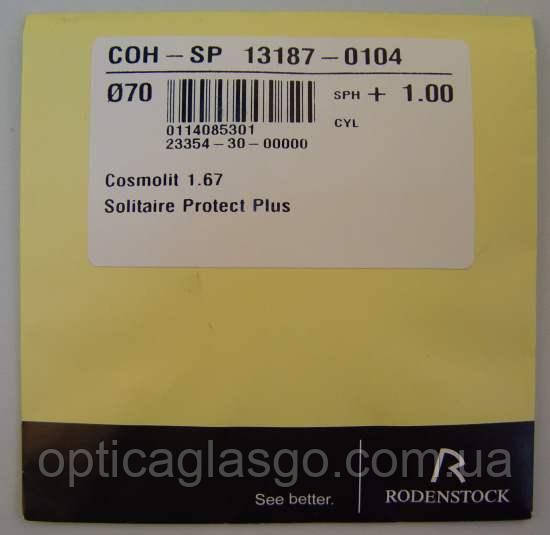 COH-SP 13187-0104
Ø70 SPH + 1.00
CYL
0114085301
23354-30-00000
Cosmolit 1.67
Solitaire Protect Plus
opticaglasgo.com.ua
See better.
R
RODENSTOCK